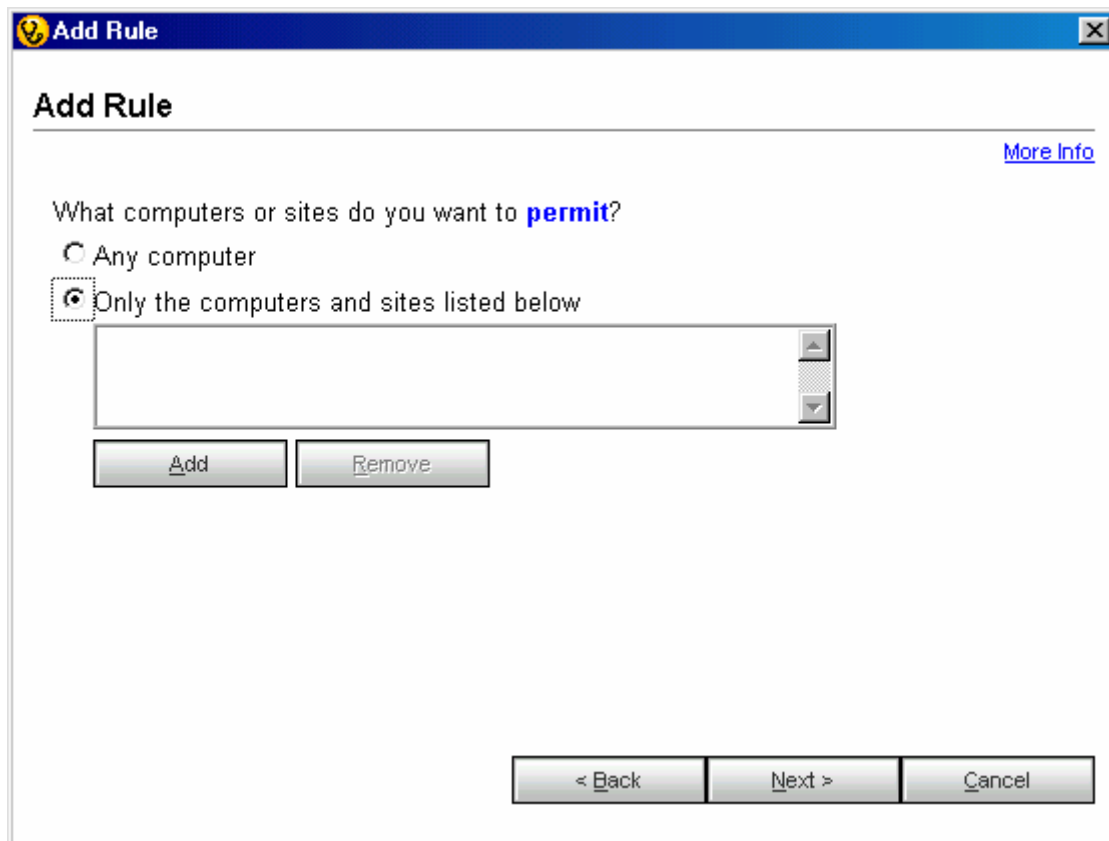 Add Rule
Add Rule
More Info
What computers or sites do you want to permit?
Any computer
Only the computers and sites listed below
Add Remove
< Back Next > Cancel